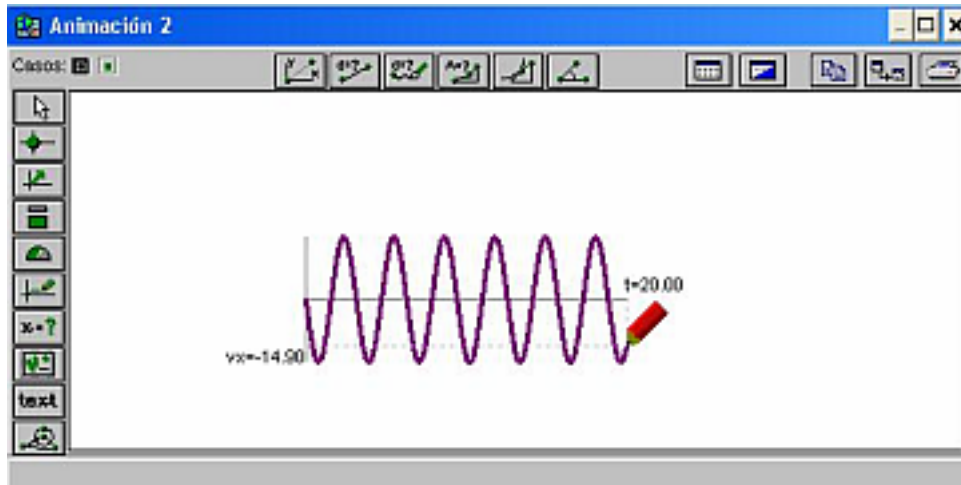 Animación 2
Casos:
t=20.00
vx=-14.90
x=?
text